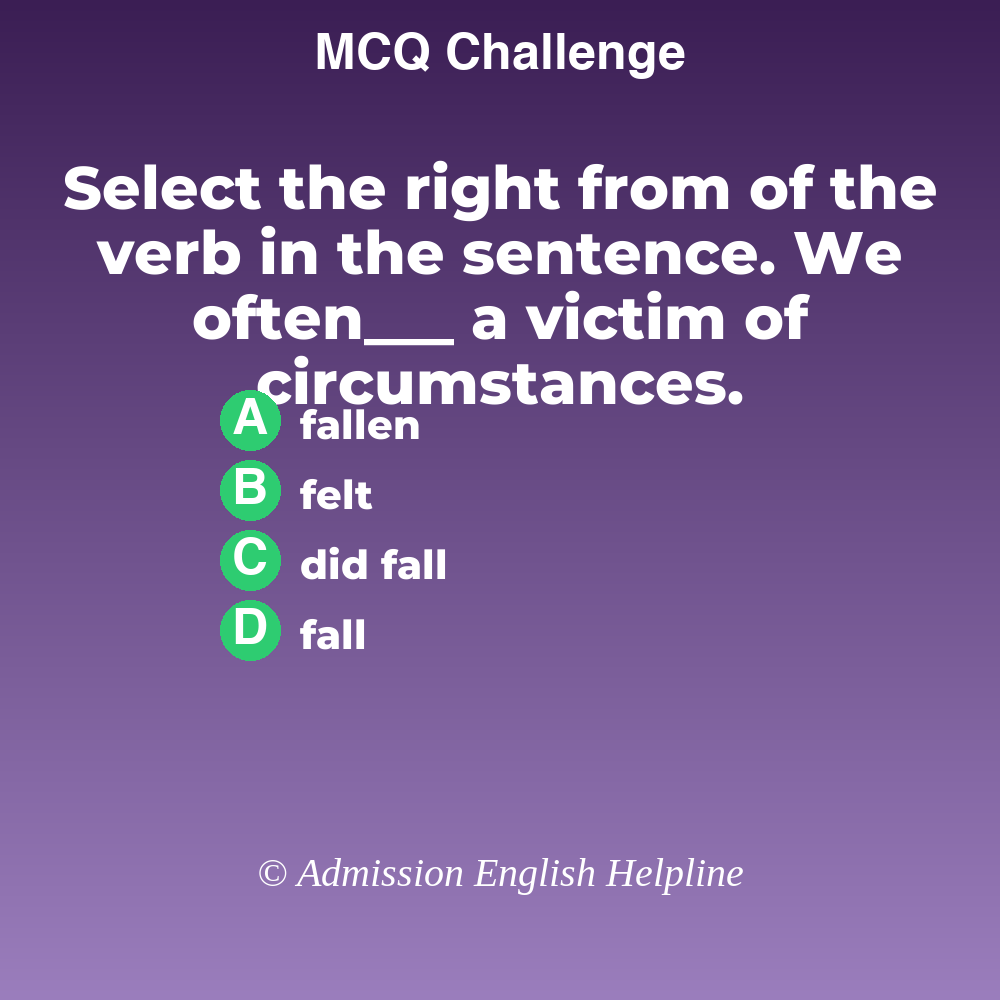 MCQ Challenge
Select the right from of the
verb in the sentence. We
often___ a victim of
circumstances.
A fallen
B felt
C did fall
D fall
© Admission English Helpline